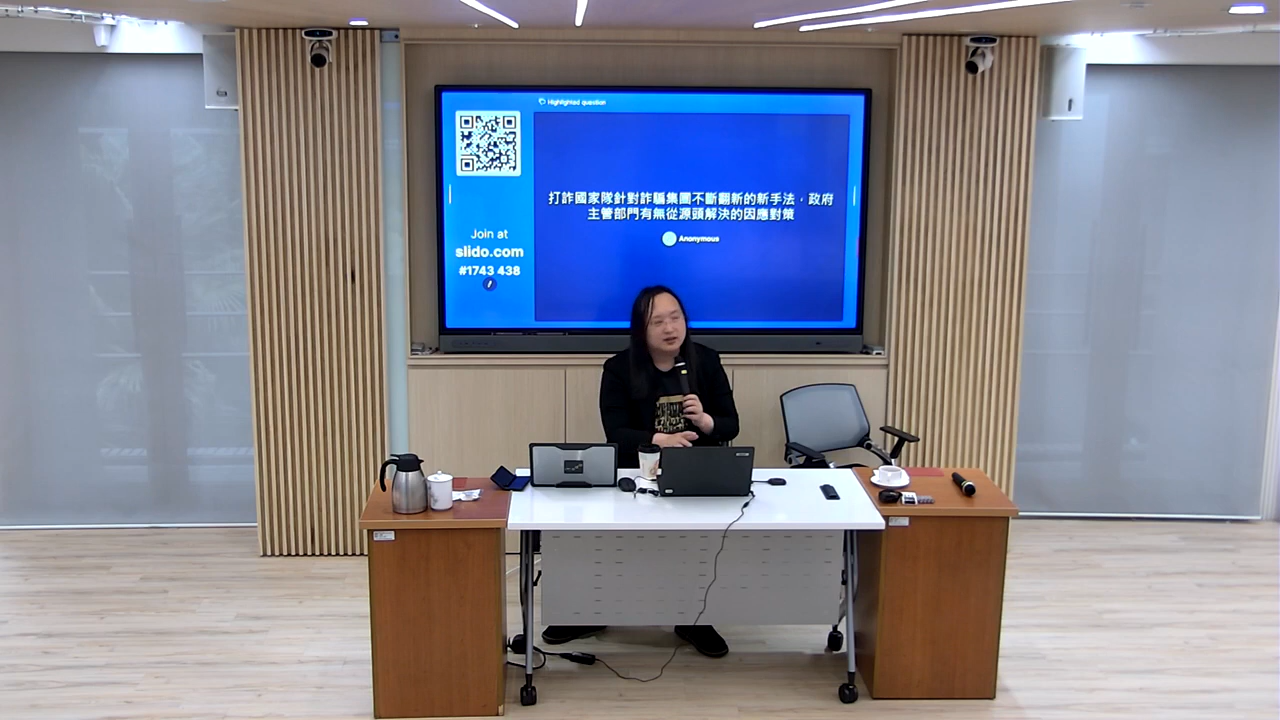 Highlighted question
打詐國家隊針對詐騙集團不斷翻新的新手法，政府
主管部門有無從源頭解決的因應對策
Anonymous
Join at
slido.com
#1743 438